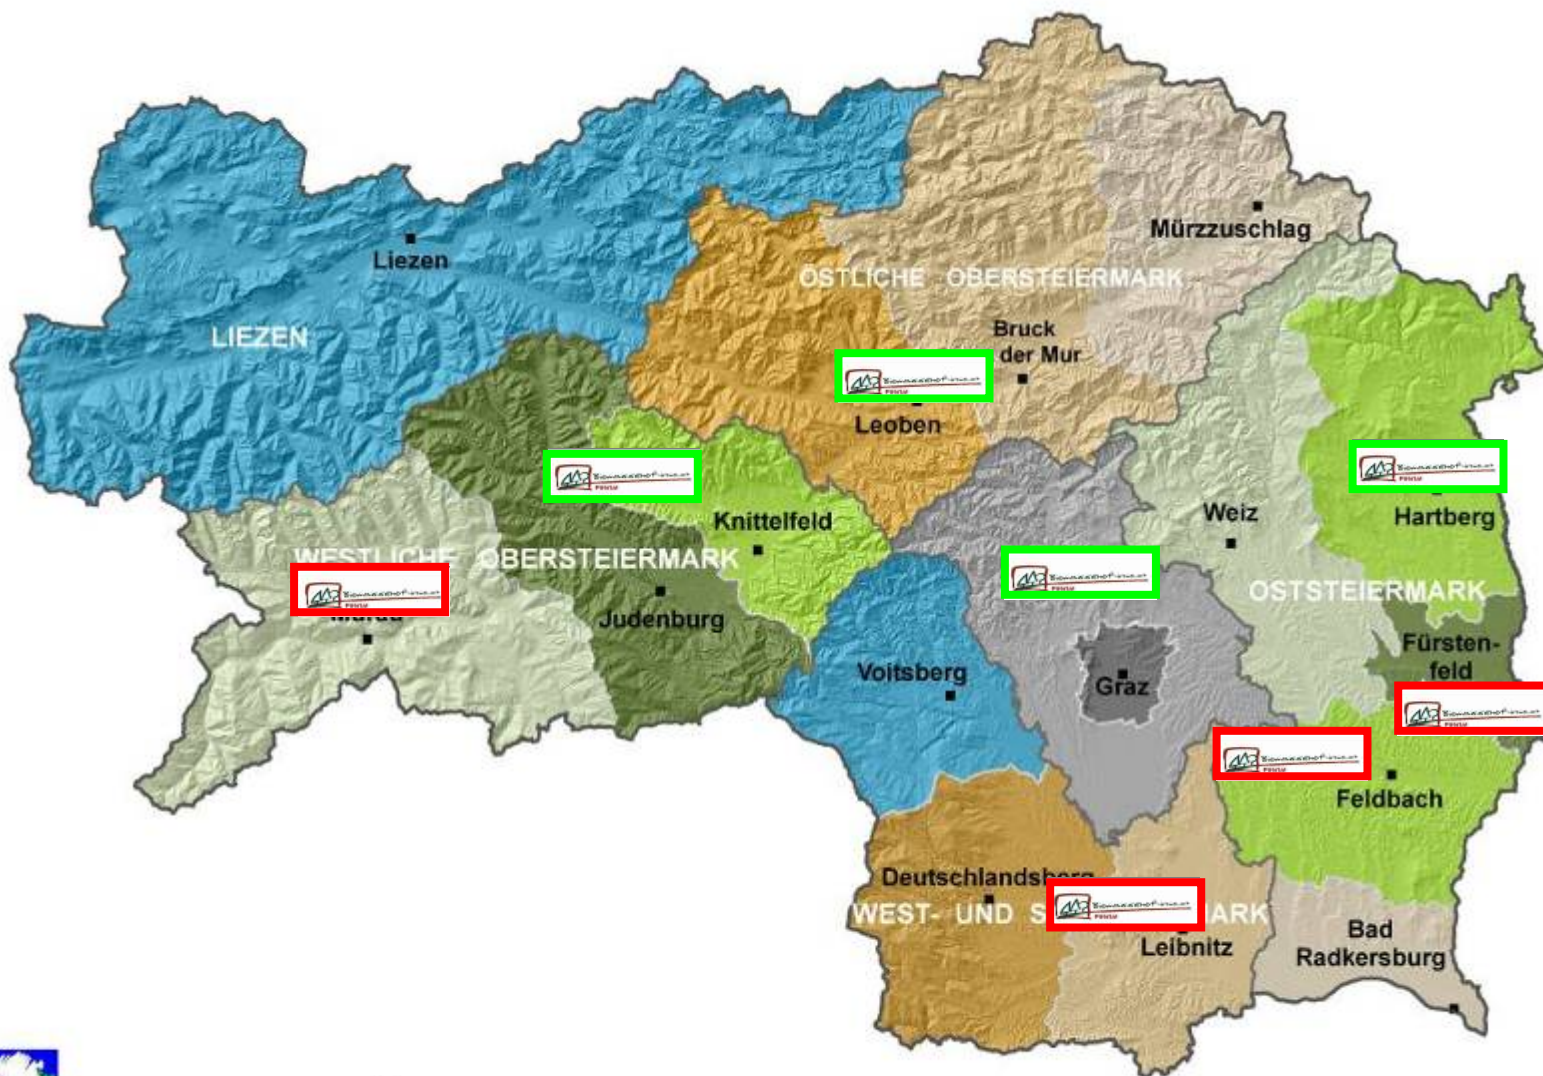 Mürzzuschlag
Liezen
ÖSTLICHE OBERSTEIERMARK
LIEZEN
Bruck
der Mur
Leoben
Hartberg
Knittelfeld
Weiz
WESTLICHE OBERSTEIERMARK
OSTSTEIERMARK
Judenburg
Fürsten-
feld
Voitsberg
Graz
Feldbach
Deutschlandsberg
WEST- UND S
ARK
Leibnitz
Bad
Radkersburg